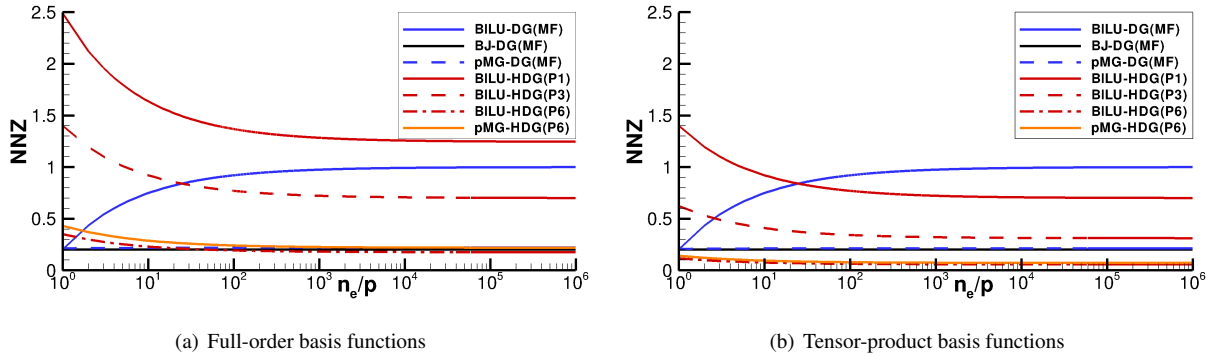 NNZ
2.5
2
1.5
1
0.5
0
10^0
10^1
10^2
10^3
10^4
10^5
10^6
n_e/p
BILU-DG(MF)
BJ-DG(MF)
pMG-DG(MF)
BILU-HDG(P1)
BILU-HDG(P3)
BILU-HDG(P6)
pMG-HDG(P6)
(a) Full-order basis functions
NNZ
2.5
2
1.5
1
0.5
0
10^0
10^1
10^2
10^3
10^4
10^5
10^6
n_e/p
BILU-DG(MF)
BJ-DG(MF)
pMG-DG(MF)
BILU-HDG(P1)
BILU-HDG(P3)
BILU-HDG(P6)
pMG-HDG(P6)
(b) Tensor-product basis functions